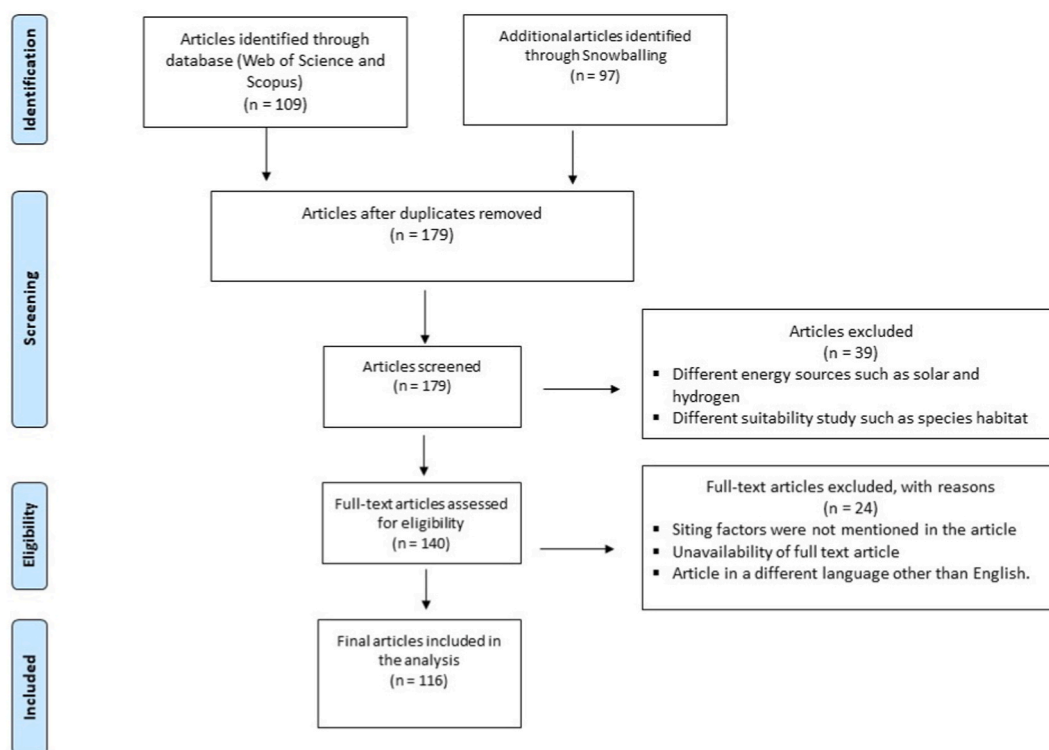 Identification
Articles identified through
database (Web of Science and
Scopus)
(n = 109)
Additional articles identified
through Snowballing
(n = 97)
Screening
Articles after duplicates removed
(n = 179)
Articles screened
(n = 179)
Articles excluded
(n = 39)
▪ Different energy sources such as solar and
hydrogen
▪ Different suitability study such as species habitat
Eligibility
Full-text articles assessed
for eligibility
(n = 140)
Full-text articles excluded, with reasons
(n = 24)
▪ Siting factors were not mentioned in the article
▪ Unavailability of full text article
▪ Article in a different language other than English.
Included
Final articles included in
the analysis
(n = 116)